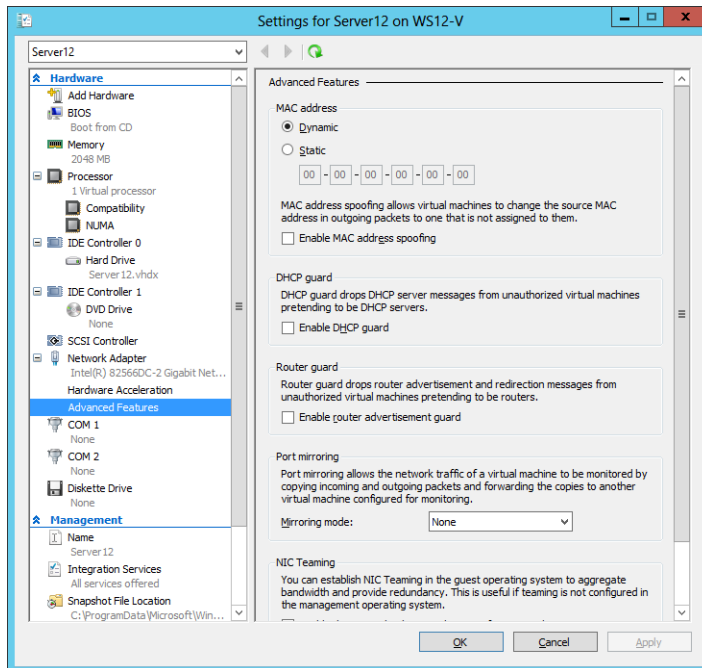 Settings for Server12 on WS12-V
Server12
Hardware
Add Hardware
BIOS
Boot from CD
Memory
2048 MB
Processor
1 Virtual processor
Compatibility
NUMA
IDE Controller 0
Hard Drive
Server12.vhdx
IDE Controller 1
DVD Drive
None
SCSI Controller
Network Adapter
Intel(R) 82566DC-2 Gigabit Net...
Hardware Acceleration
Advanced Features
COM 1
None
COM 2
None
Diskette Drive
None
Management
Name
Server12
Integration Services
All services offered
Snapshot File Location
C:\ProgramData\Microsoft\Win...
Advanced Features
MAC address
Dynamic
Static
00 - 00 - 00 - 00 - 00 - 00
MAC address spoofing allows virtual machines to change the source MAC
address in outgoing packets to one that is not assigned to them.
Enable MAC address spoofing
DHCP guard
DHCP guard drops DHCP server messages from unauthorized virtual machines
pretending to be DHCP servers.
Enable DHCP guard
Router guard
Router guard drops router advertisement and redirection messages from
unauthorized virtual machines pretending to be routers.
Enable router advertisement guard
Port mirroring
Port mirroring allows the network traffic of a virtual machine to be monitored by
copying incoming and outgoing packets and forwarding the copies to another
virtual machine configured for monitoring.
Mirroring mode:
None
NIC Teaming
You can establish NIC Teaming in the guest operating system to aggregate
bandwidth and provide redundancy. This is useful if teaming is not configured in
the management operating system.
OK
Cancel
Apply